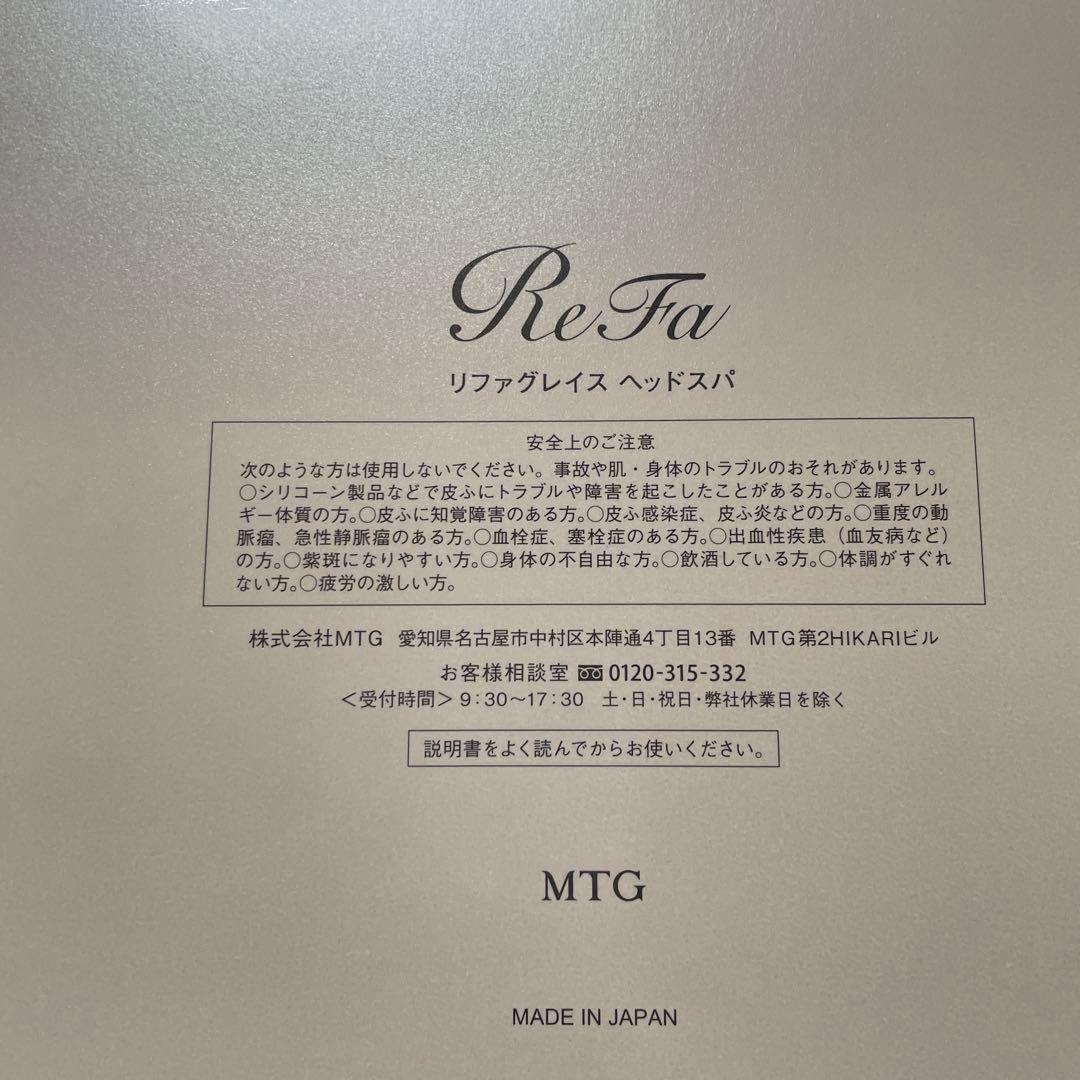 ReFa
リファグレイス ヘッドスパ
安全上のご注意
次のような方は使用しないでください。事故や肌・身体のトラブルのおそれがあります。
○シリコーン製品などで皮ふにトラブルや障害を起こしたことがある方。○金属アレル
ギー体質の方。○皮ふに知覚障害のある方。○皮ふ感染症、皮ふ炎などの方。○重度の動
脈瘤、急性静脈瘤のある方。○血栓症、塞栓症のある方。○出血性疾患（血友病など）
の方。○紫斑になりやすい方。○身体の不自由な方。○飲酒している方。○体調がすぐれ
ない方。○疲労の激しい方。
株式会社MTG 愛知県名古屋市中村区本陣通4丁目13番 MTG第2HIKARIビル
お客様相談室 0120-315-332
＜受付時間＞9：30〜17：30 土・日・祝日・弊社休業日を除く
説明書をよく読んでからお使いください。
MTG
MADE IN JAPAN